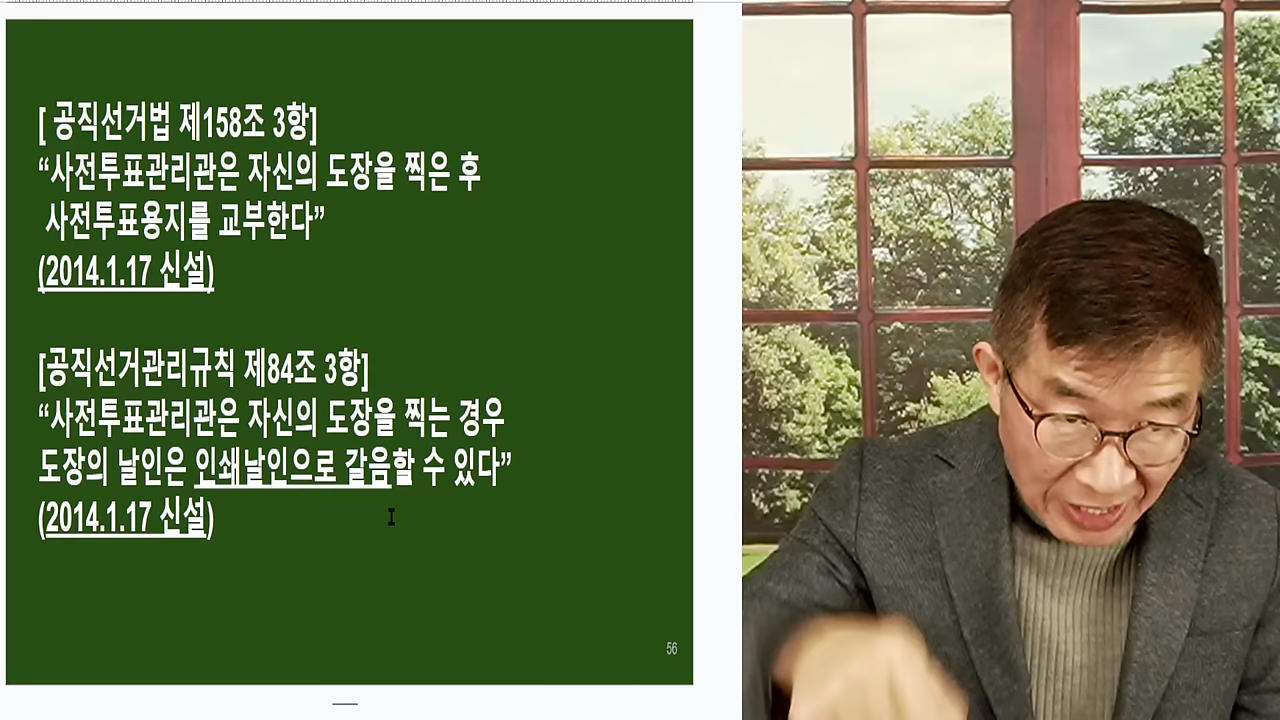 [ 공직선거법 제158조 3항]
“사전투표관리관은 자신의 도장을 찍은 후
사전투표용지를 교부한다”
(2014.1.17 신설)
[공직선거관리규칙 제84조 3항]
“사전투표관리관은 자신의 도장을 찍는 경우
도장의 날인은 인쇄날인으로 갈음할 수 있다”
(2014.1.17 신설)
56